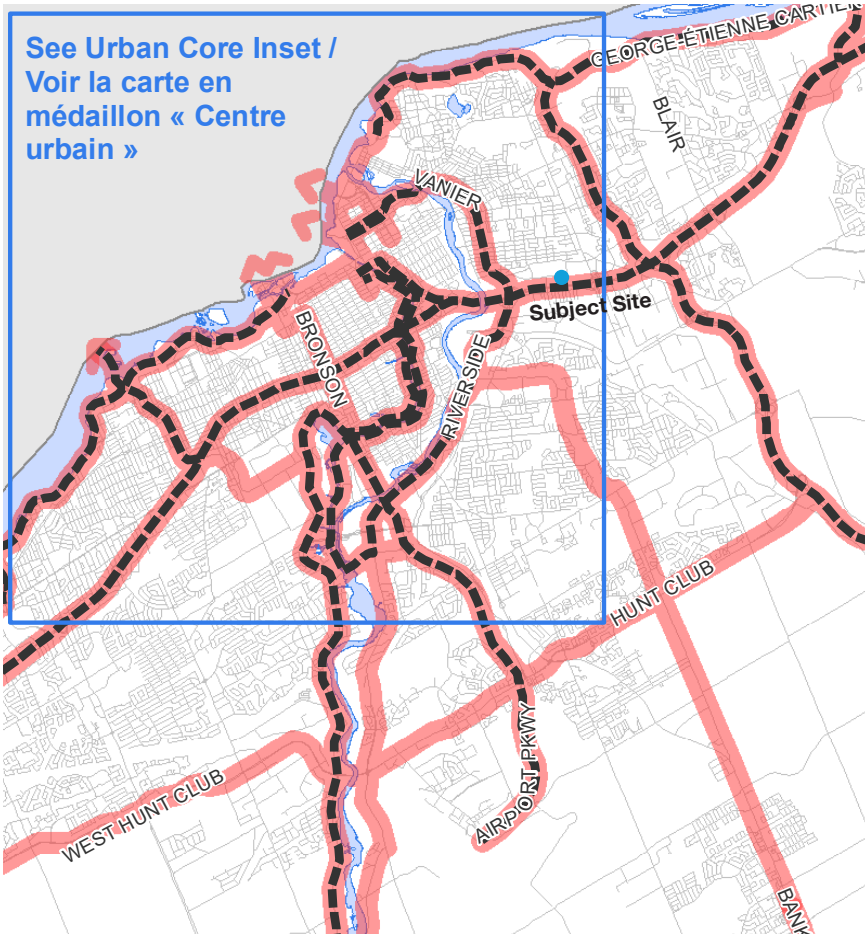 See Urban Core Inset /
Voir la carte en
médaillon « Centre
urbain »
GEORGE-ÉTIENNE CARTIER
BLAIR
VANIER
Subject Site
BRONSON
RIVERSIDE
HUNT CLUB
WEST HUNT CLUB
AIRPORT PKWY
BANK